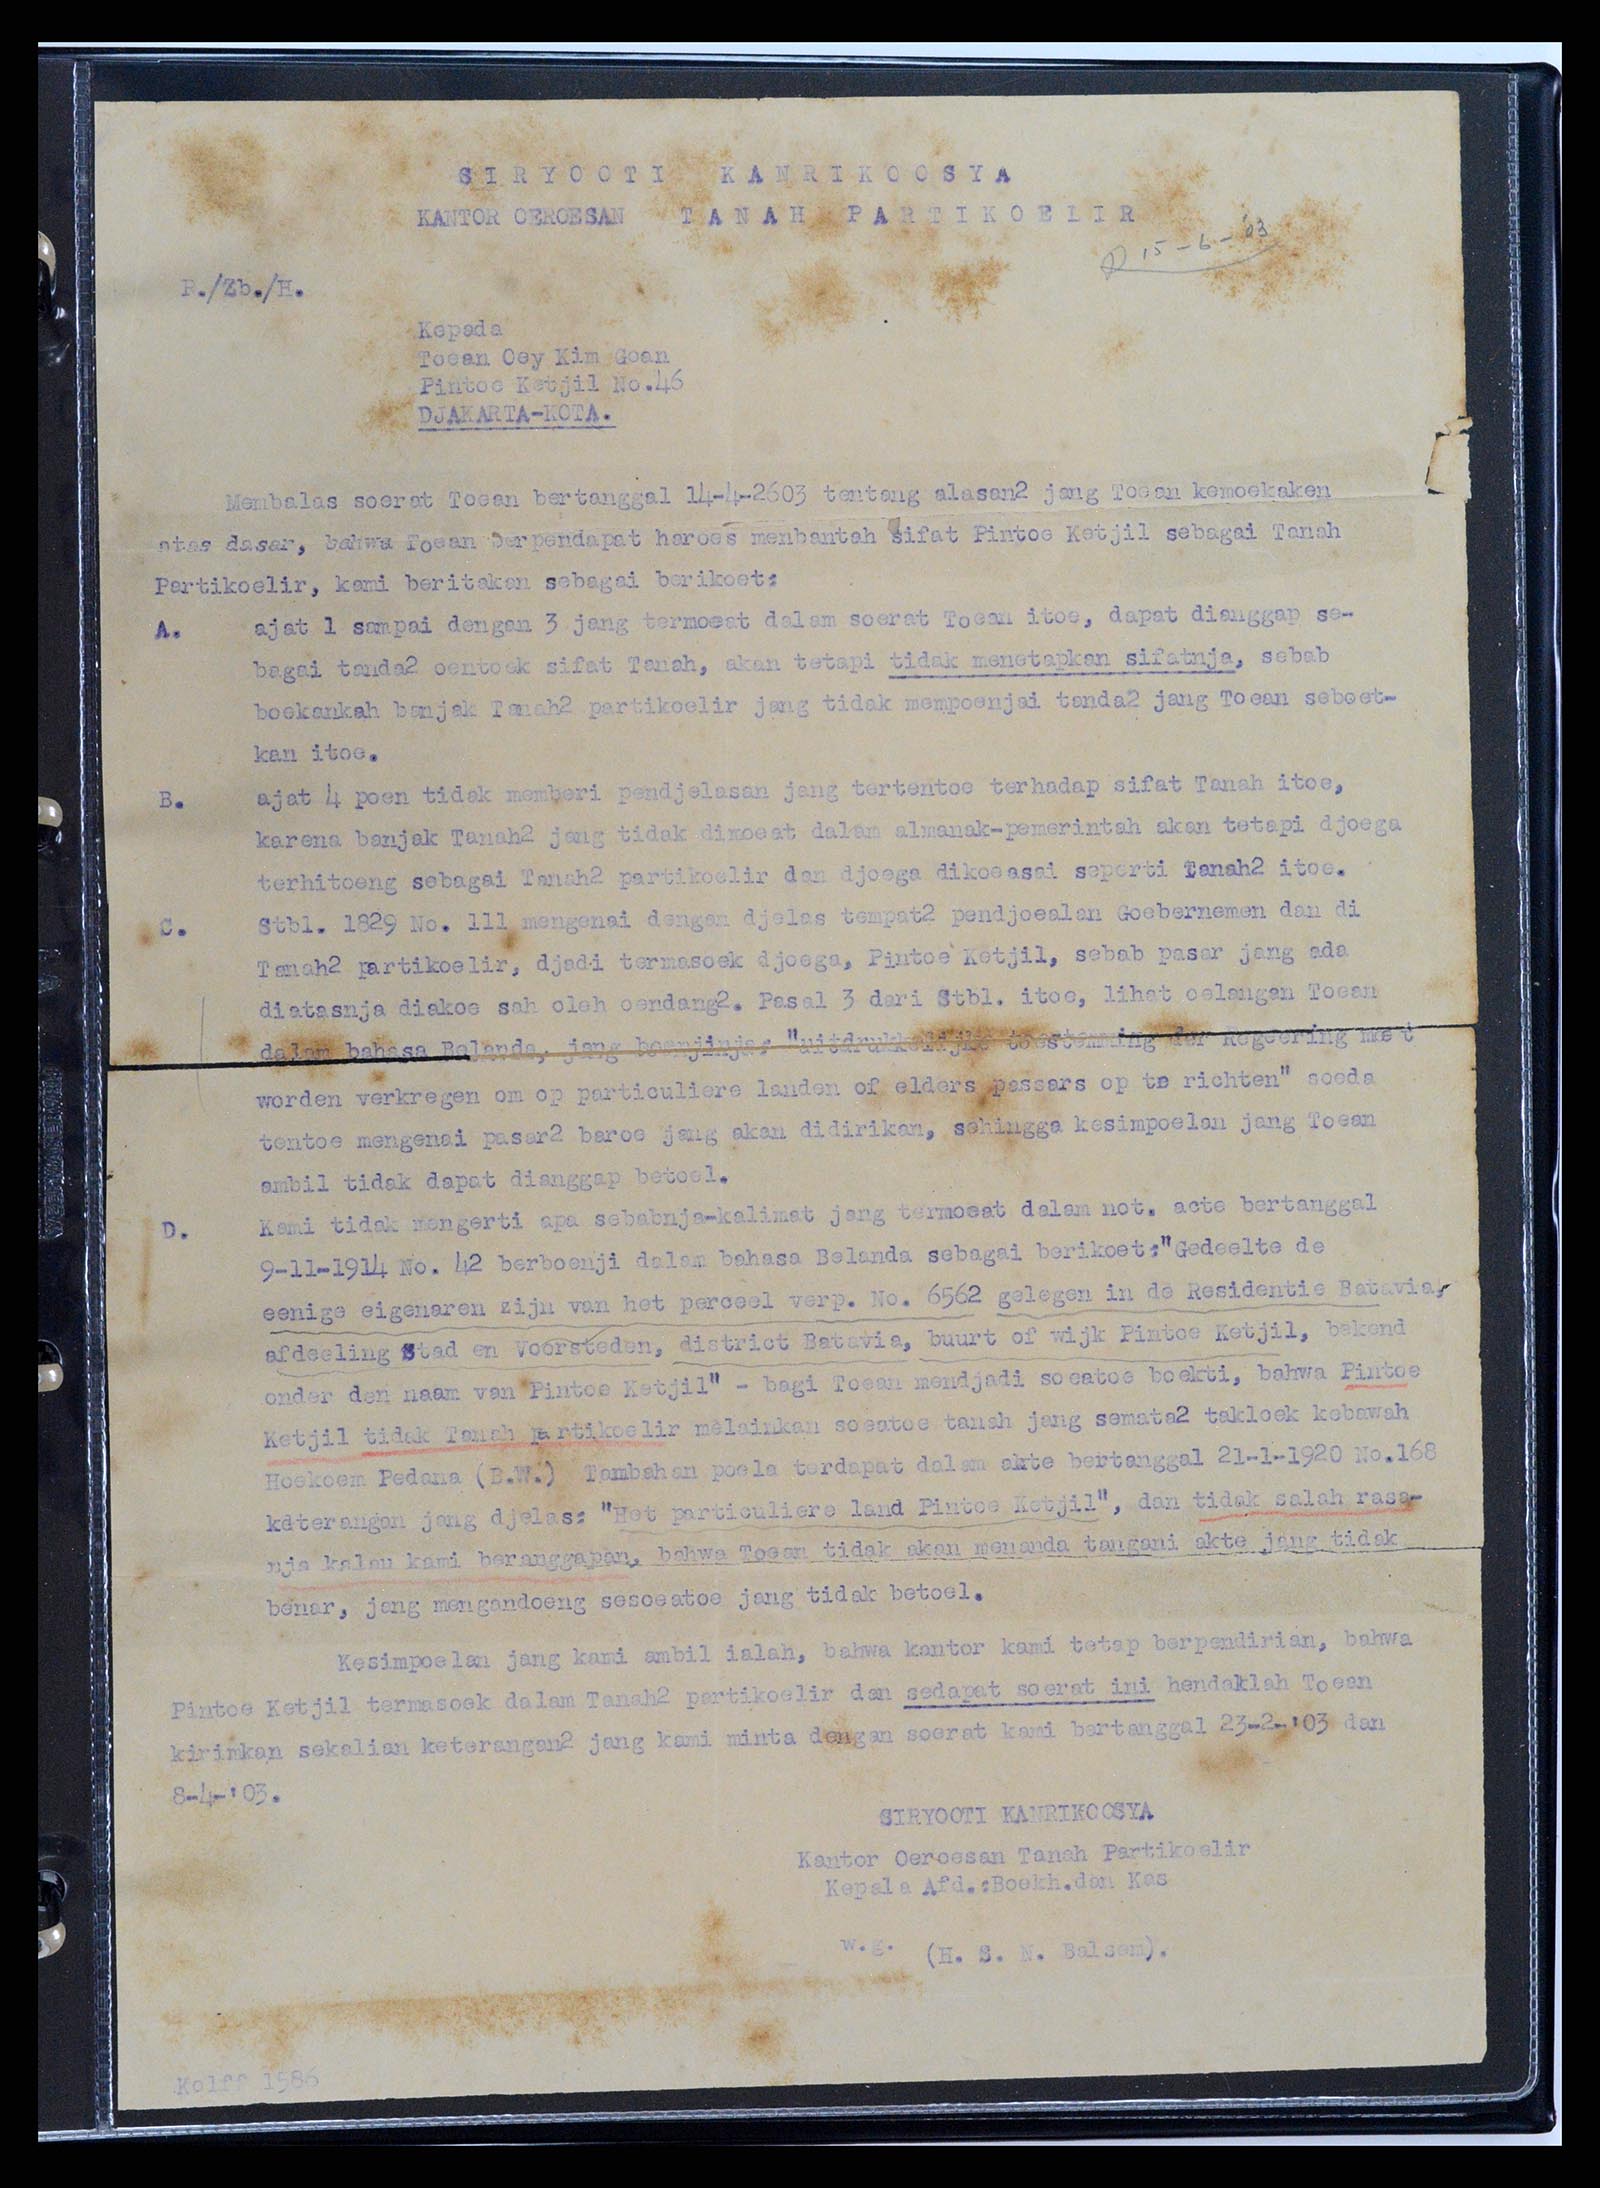 SIRYOOTI KANRIKOOSYA
KANTOR OEROESAN TANAH PARTIKOELIR
15-6-'03
P./Zb./H.
Kepada
Toean Oey Kim Goan
Pintoe Ketjil No.46
DJAKARTA-KOTA.
Membalas soerat Toean bertanggal 14-4-2603 tentang alasan2 jang Toean kemoekaken
atas dasar, bahwa Toean berpendapat haroes membantah sifat Pintoe Ketjil sebagai Tanah
Partikoelir, kami beritakan sebagai berikoet:
A. ajat 1 sampai dengan 3 jang termoeat dalam soerat Toean itoe, dapat dianggap se-
bagai tanda2 oentoek sifat Tanah, akan tetapi tidak menetapkan sifatnja, sebab
boekankah banjak Tanah2 partikoelir jang tidak mempoenjai tanda2 jang Toean seboet-
kan itoe.
B. ajat 4 poen tidak memberi pendjelasan jang tertentoe terhadap sifat Tanah itoe,
karena banjak Tanah2 jang tidak dimoeat dalam almanak-pemerintah akan tetapi djoega
terhitoeng sebagai Tanah2 partikoelir dan djoega dikoeasai seperti Tanah2 itoe.
C. Stbl. 1829 No. 111 mengenai dengan djelas tempat2 pendjoealan Goebernemen dan di
Tanah2 partikoelir, djadi termasoek djoega, Pintoe Ketjil, sebab pasar jang ada
diatasnja diakoe sah oleh oendang2. Pasal 3 dari Stbl. itoe, lihat oelangan Toean
dalam bahasa Belanda, jang boenjinja: "uitdrukkelijke toestemming der Regeering moet
worden verkregen om op particuliere landen of elders passars op te richten" soeda
tentoe mengenai pasar2 baroe jang akan didirikan, sehingga kesimpoelan jang Toean
ambil tidak dapat dianggap betoel.
D. Kami tidak mengerti apa sebabnja-kalimat jang termoeat dalam not. acte bertanggal
9-11-1914 No. 42 berboenji dalam bahasa Belanda sebagai berikoet:"Gedeelte de
eenige eigenaren zijn van het perceel verp. No. 6562 gelegen in de Residentie Batavia,
afdeeling Stad en Voorsteden, district Batavia, buurt of wijk Pintoe Ketjil, bekend
onder den naam van Pintoe Ketjil" - bagi Toean mendjadi soeatoe boekti, bahwa Pintoe
Ketjil tidak Tanah partikoelir melainkan soeatoe tanah jang semata2 takloek kebawah
Hoekoem Pedana (B.W.) Tambahan poela terdapat dalam akte bertanggal 21-1-1920 No.168
keterangan jang djelas: "Het particuliere land Pintoe Ketjil", dan tidak salah rasa-
nja kalau kami beranggapan, bahwa Toean tidak akan menanda tangani akte jang tidak
benar, jang mengandoeng sesoeatoe jang tidak betoel.
Kesimpoelan jang kami ambil ialah, bahwa kantor kami tetap berpendirian, bahwa
Pintoe Ketjil termasoek dalam Tanah2 partikoelir dan sedapat soerat ini hendaklah Toean
kirimkan sekalian keterangan2 jang kami minta dengan soerat kami bertanggal 23-2-'03 dan
8-4-'03.
SIRYOOTI KANRIKOOSYA
Kantor Oeroesan Tanah Partikoelir
Kepala Afd.:Boekh.dan Kas
w.g. (H. S. N. Balsem).
Kolff 1586